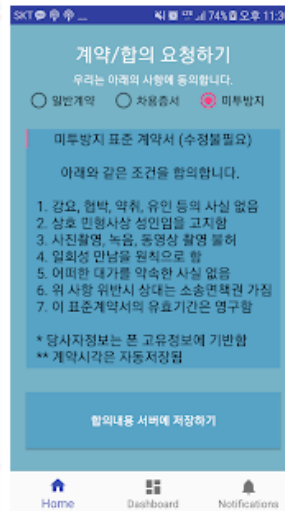 SKT 74% 오후 11:3
계약/합의 요청하기
우리는 아래의 사항에 동의합니다.
일반계약 차용증서 미투방지
미투방지 표준 계약서 (수정불필요)
아래와 같은 조건을 합의합니다.
1. 강요, 협박, 약취, 유인 등의 사실 없음
2. 상호 민형사상 성인임을 고지함
3. 사진촬영, 녹음, 동영상 촬영 불허
4. 일회성 만남을 원칙으로 함
5. 어떠한 대가를 약속한 사실 없음
6. 위 사항 위반시 상대는 소송면책권 가짐
7. 이 표준계약서의 유효기간은 영구함
* 당사자정보는 폰 고유정보에 기반함
** 계약시각은 자동저장됨
합의내용 서버에 저장하기
Home Dashboard Notifications